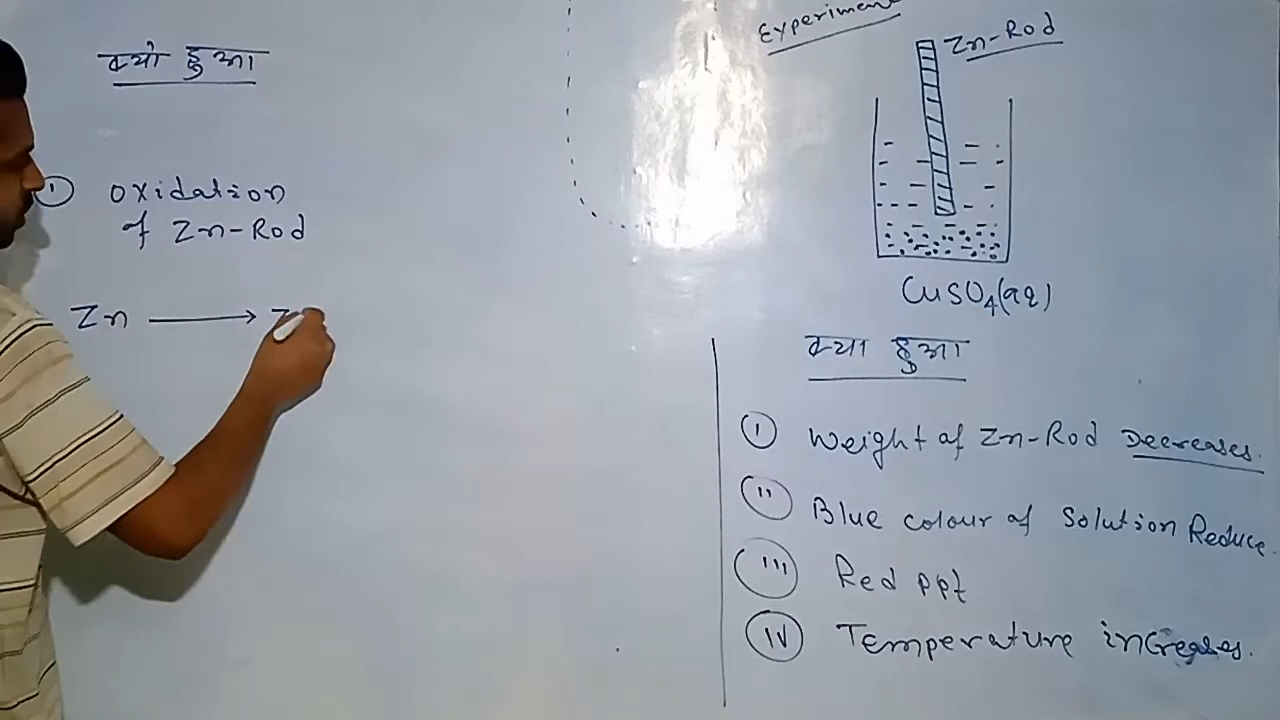 क्यो हुआ
① oxidation
of Zn-Rod
Zn ⟶ Z
Experiment
Zn-Rod
CuSO₄(aq)
क्या हुआ
Ⓘ Weight of Zn-Rod Decreases.
ⓘⓘ Blue colour of Solution Reduce.
ⓘⓘⓘ Red ppt
ⒾⓋ Temperature increases.